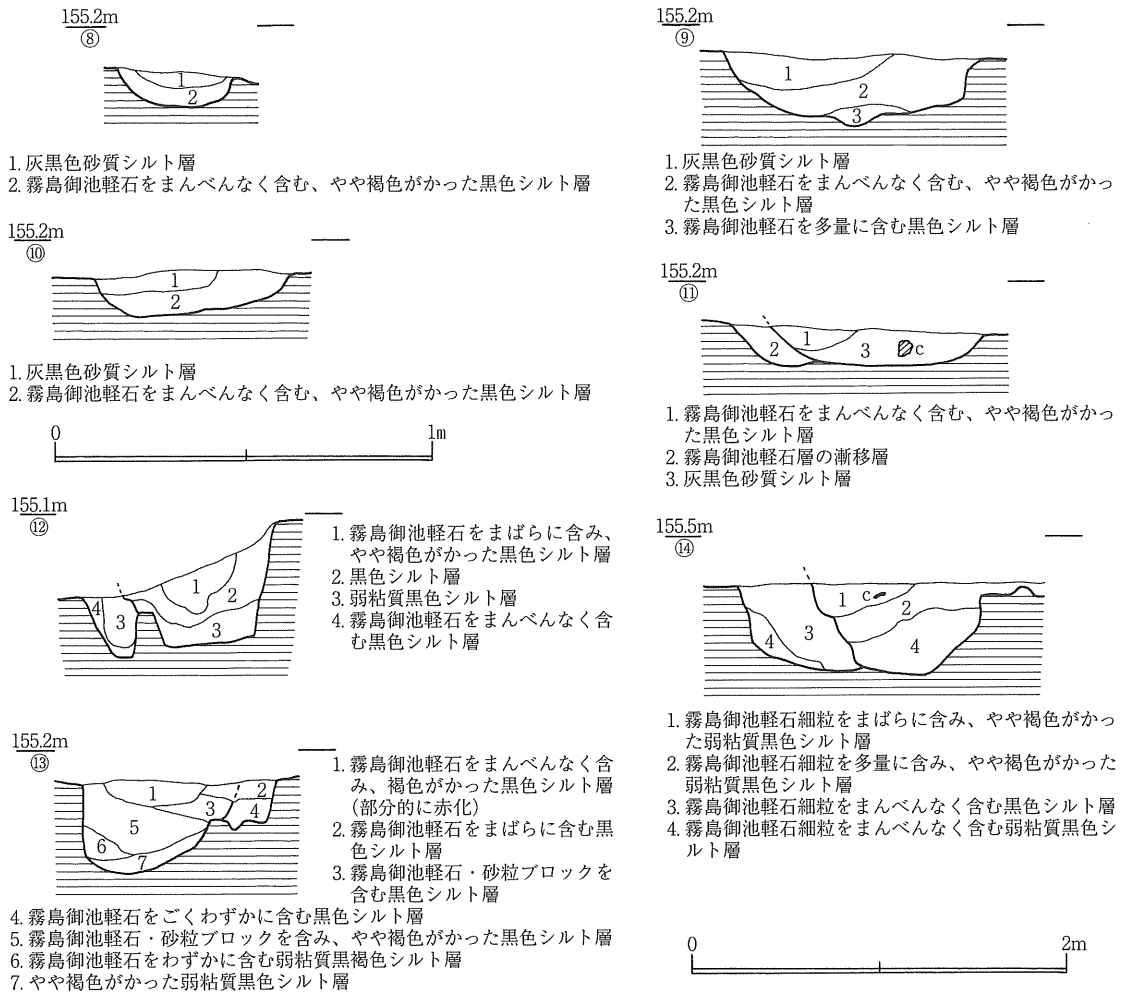 155.2m
⑧
1
2
1. 灰黒色砂質シルト層
2. 霧島御池軽石をまんべんなく含む、やや褐色がかった黒色シルト層
155.2m
⑩
1
2
1. 灰黒色砂質シルト層
2. 霧島御池軽石をまんべんなく含む、やや褐色がかった黒色シルト層
0 1m
155.1m
⑫
1
2
3
4
3
1. 霧島御池軽石をまばらに含み、
やや褐色がかった黒色シルト層
2. 黒色シルト層
3. 弱粘質黒色シルト層
4. 霧島御池軽石をまんべんなく含
む黒色シルト層
155.2m
⑬
1
2
3
4
5
6
7
1. 霧島御池軽石をまんべんなく含
み、褐色がかった黒色シルト層
(部分的に赤化)
2. 霧島御池軽石をまばらに含む黒
色シルト層
3. 霧島御池軽石・砂粒ブロックを
含む黒色シルト層
4. 霧島御池軽石をごくわずかに含む黒色シルト層
5. 霧島御池軽石・砂粒ブロックを含み、やや褐色がかった黒色シルト層
6. 霧島御池軽石をわずかに含む弱粘質黒褐色シルト層
7. やや褐色がかった弱粘質黒色シルト層
155.2m
⑨
1
2
3
1. 灰黒色砂質シルト層
2. 霧島御池軽石をまんべんなく含む、やや褐色がかっ
た黒色シルト層
3. 霧島御池軽石を多量に含む黒色シルト層
155.2m
⑪
2
1
3
c
1. 霧島御池軽石をまんべんなく含む、やや褐色がかっ
た黒色シルト層
2. 霧島御池軽石層の漸移層
3. 灰黒色砂質シルト層
155.5m
⑭
1
c
2
3
4
4
1. 霧島御池軽石細粒をまばらに含み、やや褐色がかっ
た弱粘質黒色シルト層
2. 霧島御池軽石細粒を多量に含み、やや褐色がかった
弱粘質黒色シルト層
3. 霧島御池軽石細粒をまんべんなく含む黒色シルト層
4. 霧島御池軽石細粒をまんべんなく含む弱粘質黒色シ
ルト層
0 2m